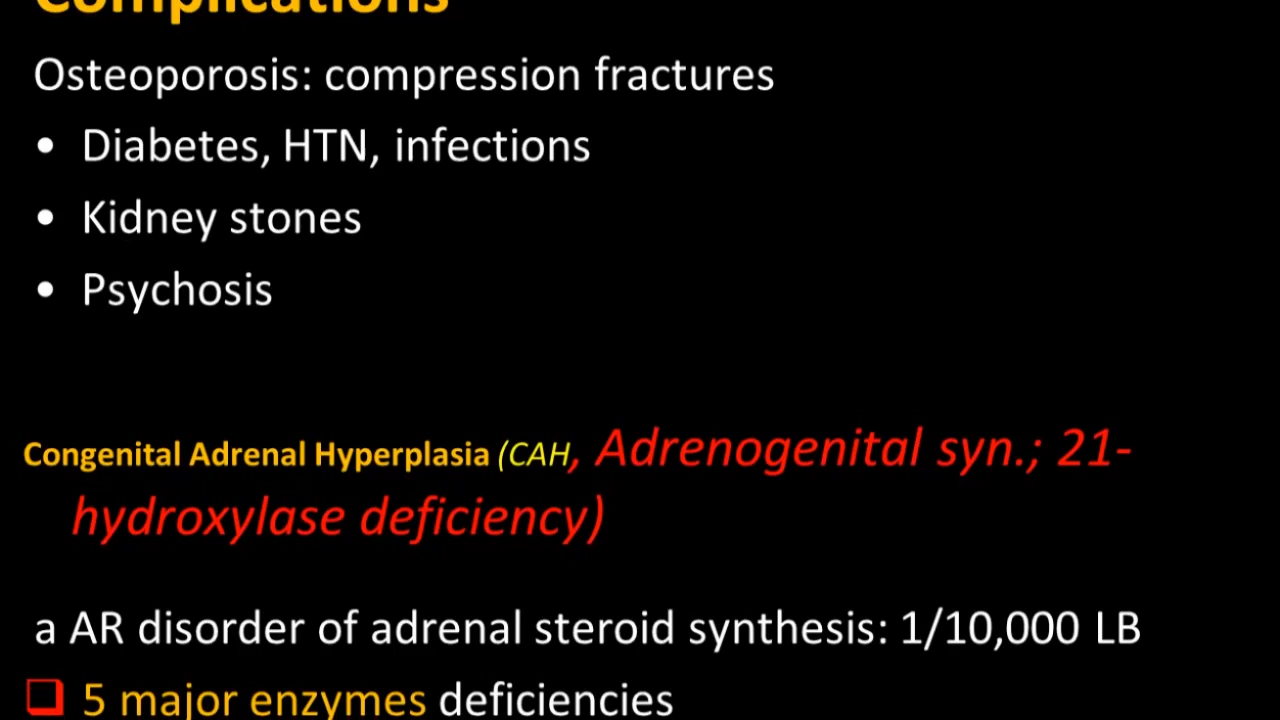 Complications
Osteoporosis: compression fractures
• Diabetes, HTN, infections
• Kidney stones
• Psychosis
Congenital Adrenal Hyperplasia (CAH, Adrenogenital syn.; 21-
hydroxylase deficiency)
a AR disorder of adrenal steroid synthesis: 1/10,000 LB
❑ 5 major enzymes deficiencies